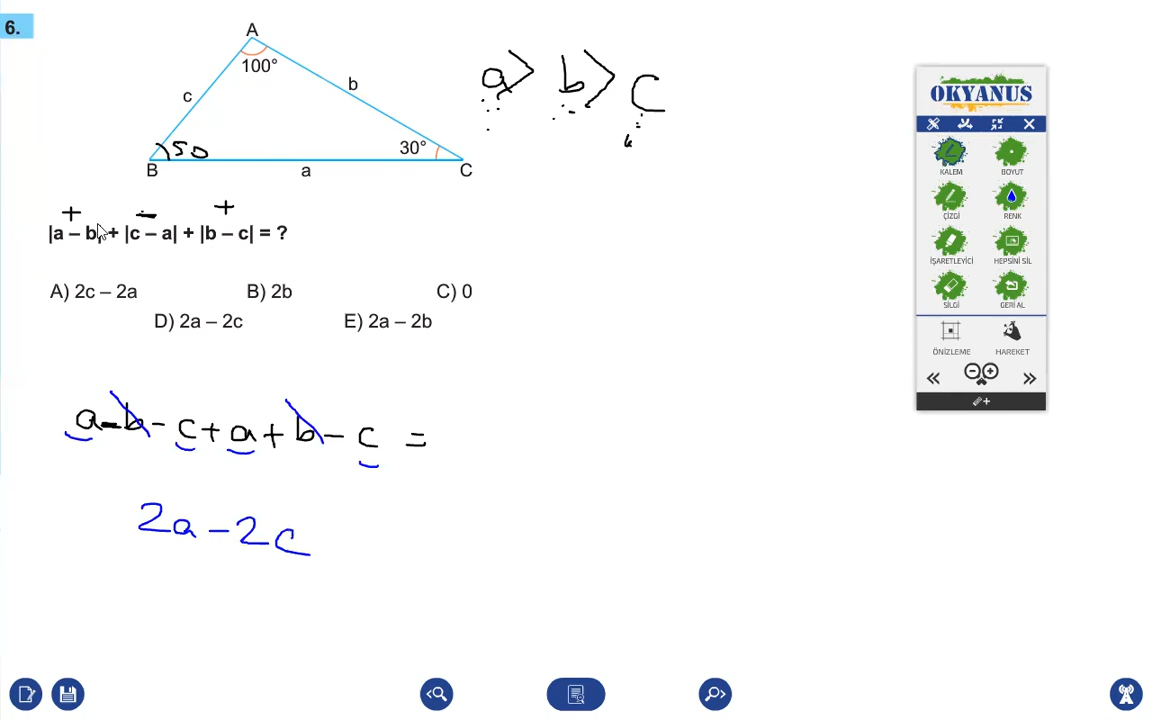 6.
A
100°
c
b
50
30°
B
a
C
a > b > c
+ - +
|a – b| + |c – a| + |b – c| = ?
A) 2c – 2a B) 2b C) 0
D) 2a – 2c E) 2a – 2b
a - b - c + a + b - c =
2a - 2c
OKYANUS
KALEM BOYUT
ÇİZGİ RENK
İŞARETLEYİCİ HEPSİNİ SİL
SİLGİ GERİ AL
ÖNİZLEME HAREKET